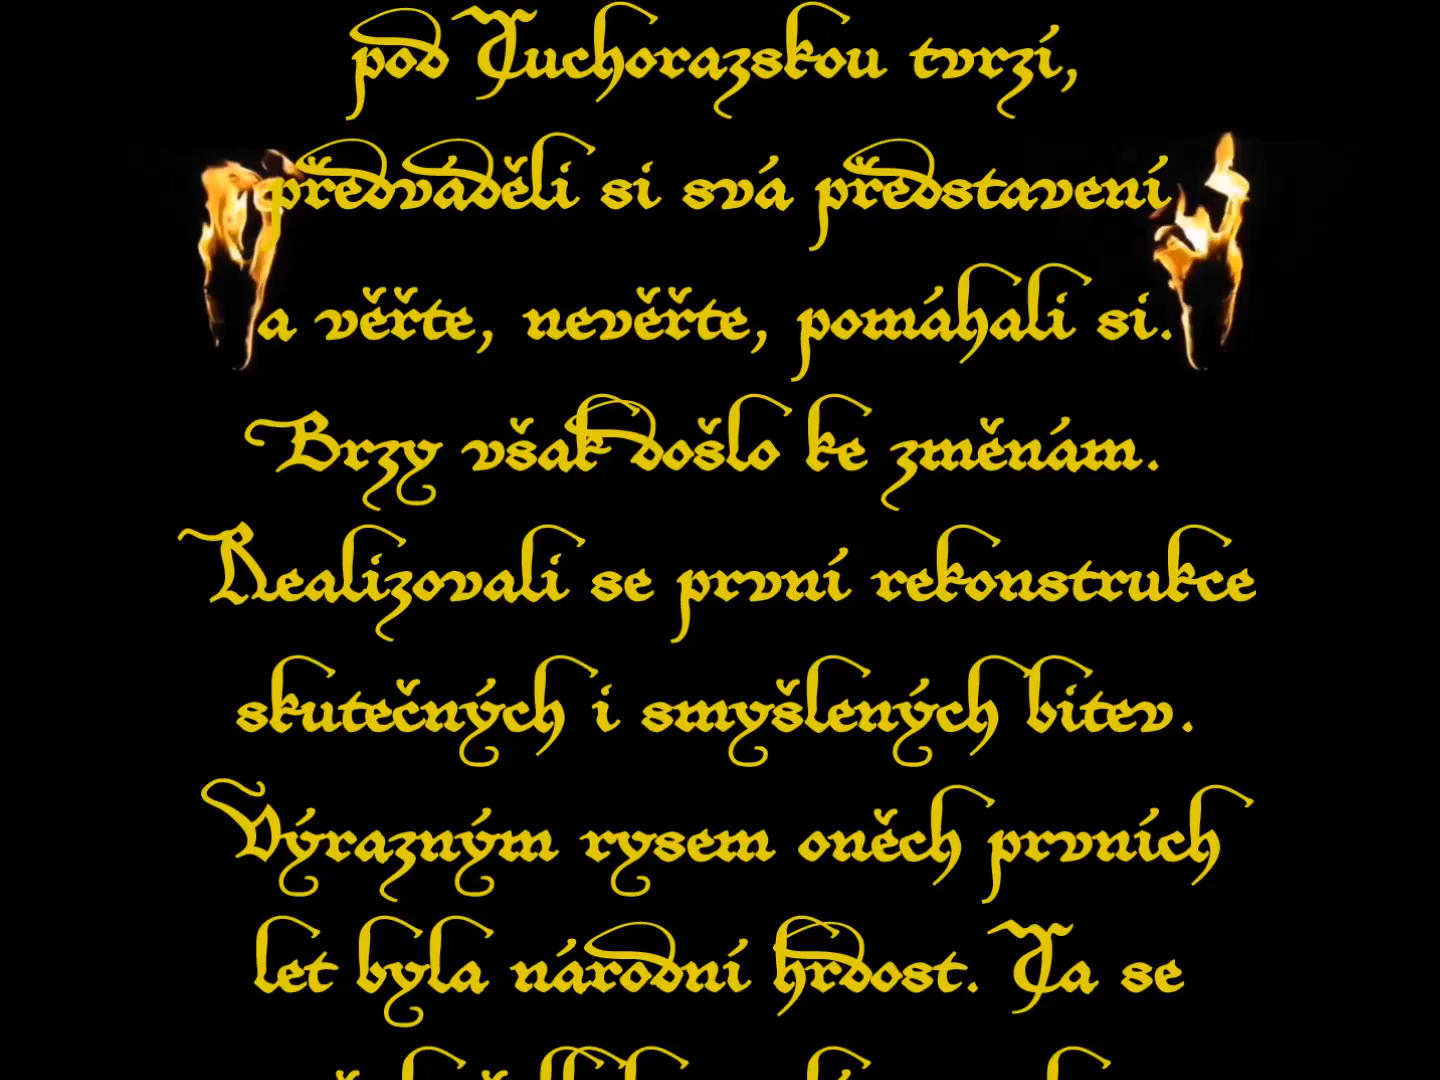 pod Tuchorazskou tvrzí,
předváděli si svá představení
a věřte, nevěřte, pomáhali si.
Brzy však došlo ke změnám.
Realizovali se první rekonstrukce
skutečných i smyšlených bitev.
Výrazným rysem oněch prvních
let byla národní hrdost. Ta se